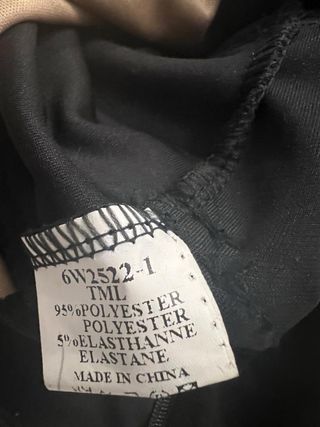 6W2522-1
TML
95%POLYESTER
POLYESTER
5%ELASTHANNE
ELASTANE
MADE IN CHINA